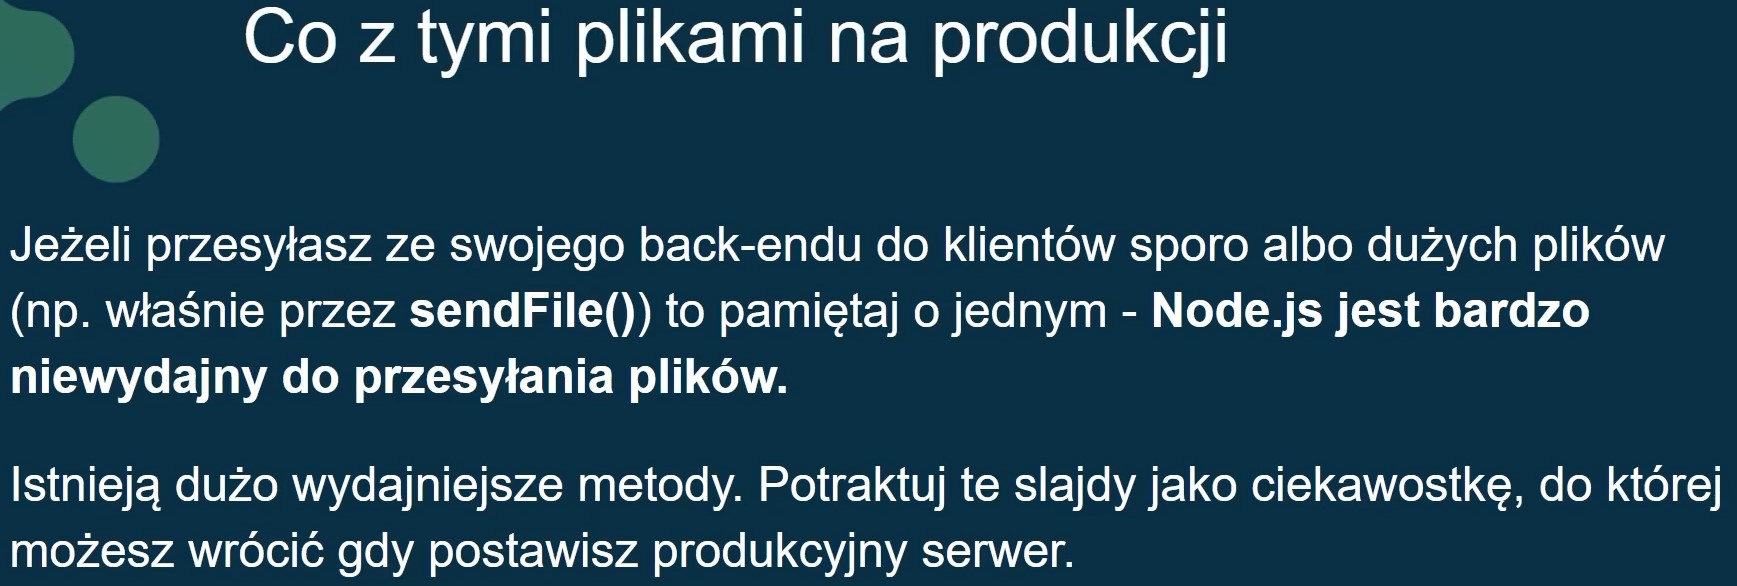 Co z tymi plikami na produkcji
Jeżeli przesyłasz ze swojego back-endu do klientów sporo albo dużych plików
(np. właśnie przez sendFile()) to pamiętaj o jednym - Node.js jest bardzo
niewydajny do przesyłania plików.
Istnieją dużo wydajniejsze metody. Potraktuj te slajdy jako ciekawostkę, do której
możesz wrócić gdy postawisz produkcyjny serwer.